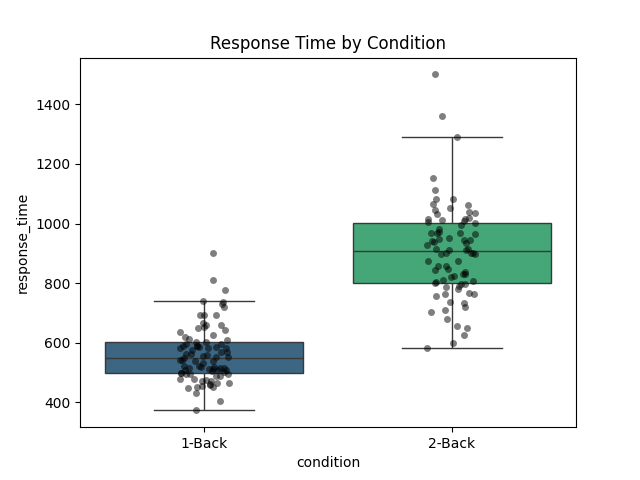 Response Time by Condition
response_time
1400
1200
1000
800
600
400
1-Back
2-Back
condition